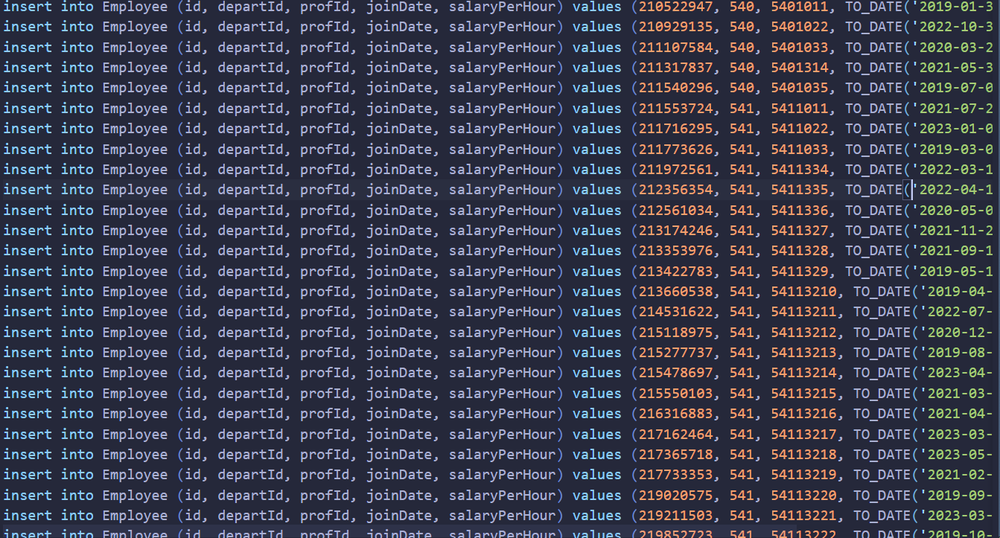 insert into Employee (id, departId, profId, joinDate, salaryPerHour) values (210522947, 540, 5401011, TO_DATE('2019-01-3
insert into Employee (id, departId, profId, joinDate, salaryPerHour) values (210929135, 540, 5401022, TO_DATE('2022-10-3
insert into Employee (id, departId, profId, joinDate, salaryPerHour) values (211107584, 540, 5401033, TO_DATE('2020-03-2
insert into Employee (id, departId, profId, joinDate, salaryPerHour) values (211317837, 540, 5401314, TO_DATE('2021-05-3
insert into Employee (id, departId, profId, joinDate, salaryPerHour) values (211540296, 540, 5401035, TO_DATE('2019-07-0
insert into Employee (id, departId, profId, joinDate, salaryPerHour) values (211553724, 541, 5411011, TO_DATE('2021-07-2
insert into Employee (id, departId, profId, joinDate, salaryPerHour) values (211716295, 541, 5411022, TO_DATE('2023-01-0
insert into Employee (id, departId, profId, joinDate, salaryPerHour) values (211773626, 541, 5411033, TO_DATE('2019-03-0
insert into Employee (id, departId, profId, joinDate, salaryPerHour) values (211972561, 541, 5411334, TO_DATE('2022-03-1
insert into Employee (id, departId, profId, joinDate, salaryPerHour) values (212356354, 541, 5411335, TO_DATE('2022-04-1
insert into Employee (id, departId, profId, joinDate, salaryPerHour) values (212561034, 541, 5411336, TO_DATE('2020-05-0
insert into Employee (id, departId, profId, joinDate, salaryPerHour) values (213174246, 541, 5411327, TO_DATE('2021-11-2
insert into Employee (id, departId, profId, joinDate, salaryPerHour) values (213353976, 541, 5411328, TO_DATE('2021-09-1
insert into Employee (id, departId, profId, joinDate, salaryPerHour) values (213422783, 541, 5411329, TO_DATE('2019-05-1
insert into Employee (id, departId, profId, joinDate, salaryPerHour) values (213660538, 541, 54113210, TO_DATE('2019-04-
insert into Employee (id, departId, profId, joinDate, salaryPerHour) values (214531622, 541, 54113211, TO_DATE('2022-07-
insert into Employee (id, departId, profId, joinDate, salaryPerHour) values (215118975, 541, 54113212, TO_DATE('2020-12-
insert into Employee (id, departId, profId, joinDate, salaryPerHour) values (215277737, 541, 54113213, TO_DATE('2019-08-
insert into Employee (id, departId, profId, joinDate, salaryPerHour) values (215478697, 541, 54113214, TO_DATE('2023-04-
insert into Employee (id, departId, profId, joinDate, salaryPerHour) values (215550103, 541, 54113215, TO_DATE('2021-03-
insert into Employee (id, departId, profId, joinDate, salaryPerHour) values (216316883, 541, 54113216, TO_DATE('2021-04-
insert into Employee (id, departId, profId, joinDate, salaryPerHour) values (217162464, 541, 54113217, TO_DATE('2023-03-
insert into Employee (id, departId, profId, joinDate, salaryPerHour) values (217365718, 541, 54113218, TO_DATE('2023-05-
insert into Employee (id, departId, profId, joinDate, salaryPerHour) values (217733353, 541, 54113219, TO_DATE('2021-02-
insert into Employee (id, departId, profId, joinDate, salaryPerHour) values (219020575, 541, 54113220, TO_DATE('2019-09-
insert into Employee (id, departId, profId, joinDate, salaryPerHour) values (219211503, 541, 54113221, TO_DATE('2023-03-
insert into Employee (id, departId, profId, joinDate, salaryPerHour) values (219852723, 541, 54113222, TO_DATE('2019-10-